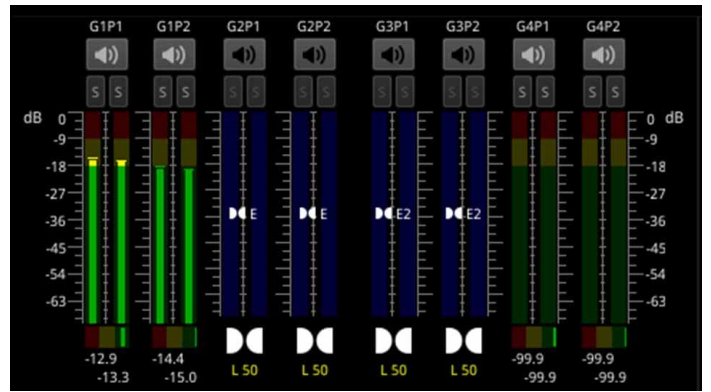 G1P1 G1P2 G2P1 G2P2 G3P1 G3P2 G4P1 G4P2
S S S S S S S S S S S S S S S S
dB 0 0 dB
-9 -9
-18 -18
-27 -27
-36 E E E2 E2 -36
-45 -45
-54 -54
-63 -63
-12.9 -14.4 L 50 L 50 L 50 L 50 -99.9 -99.9
-13.3 -15.0 -99.9 -99.9